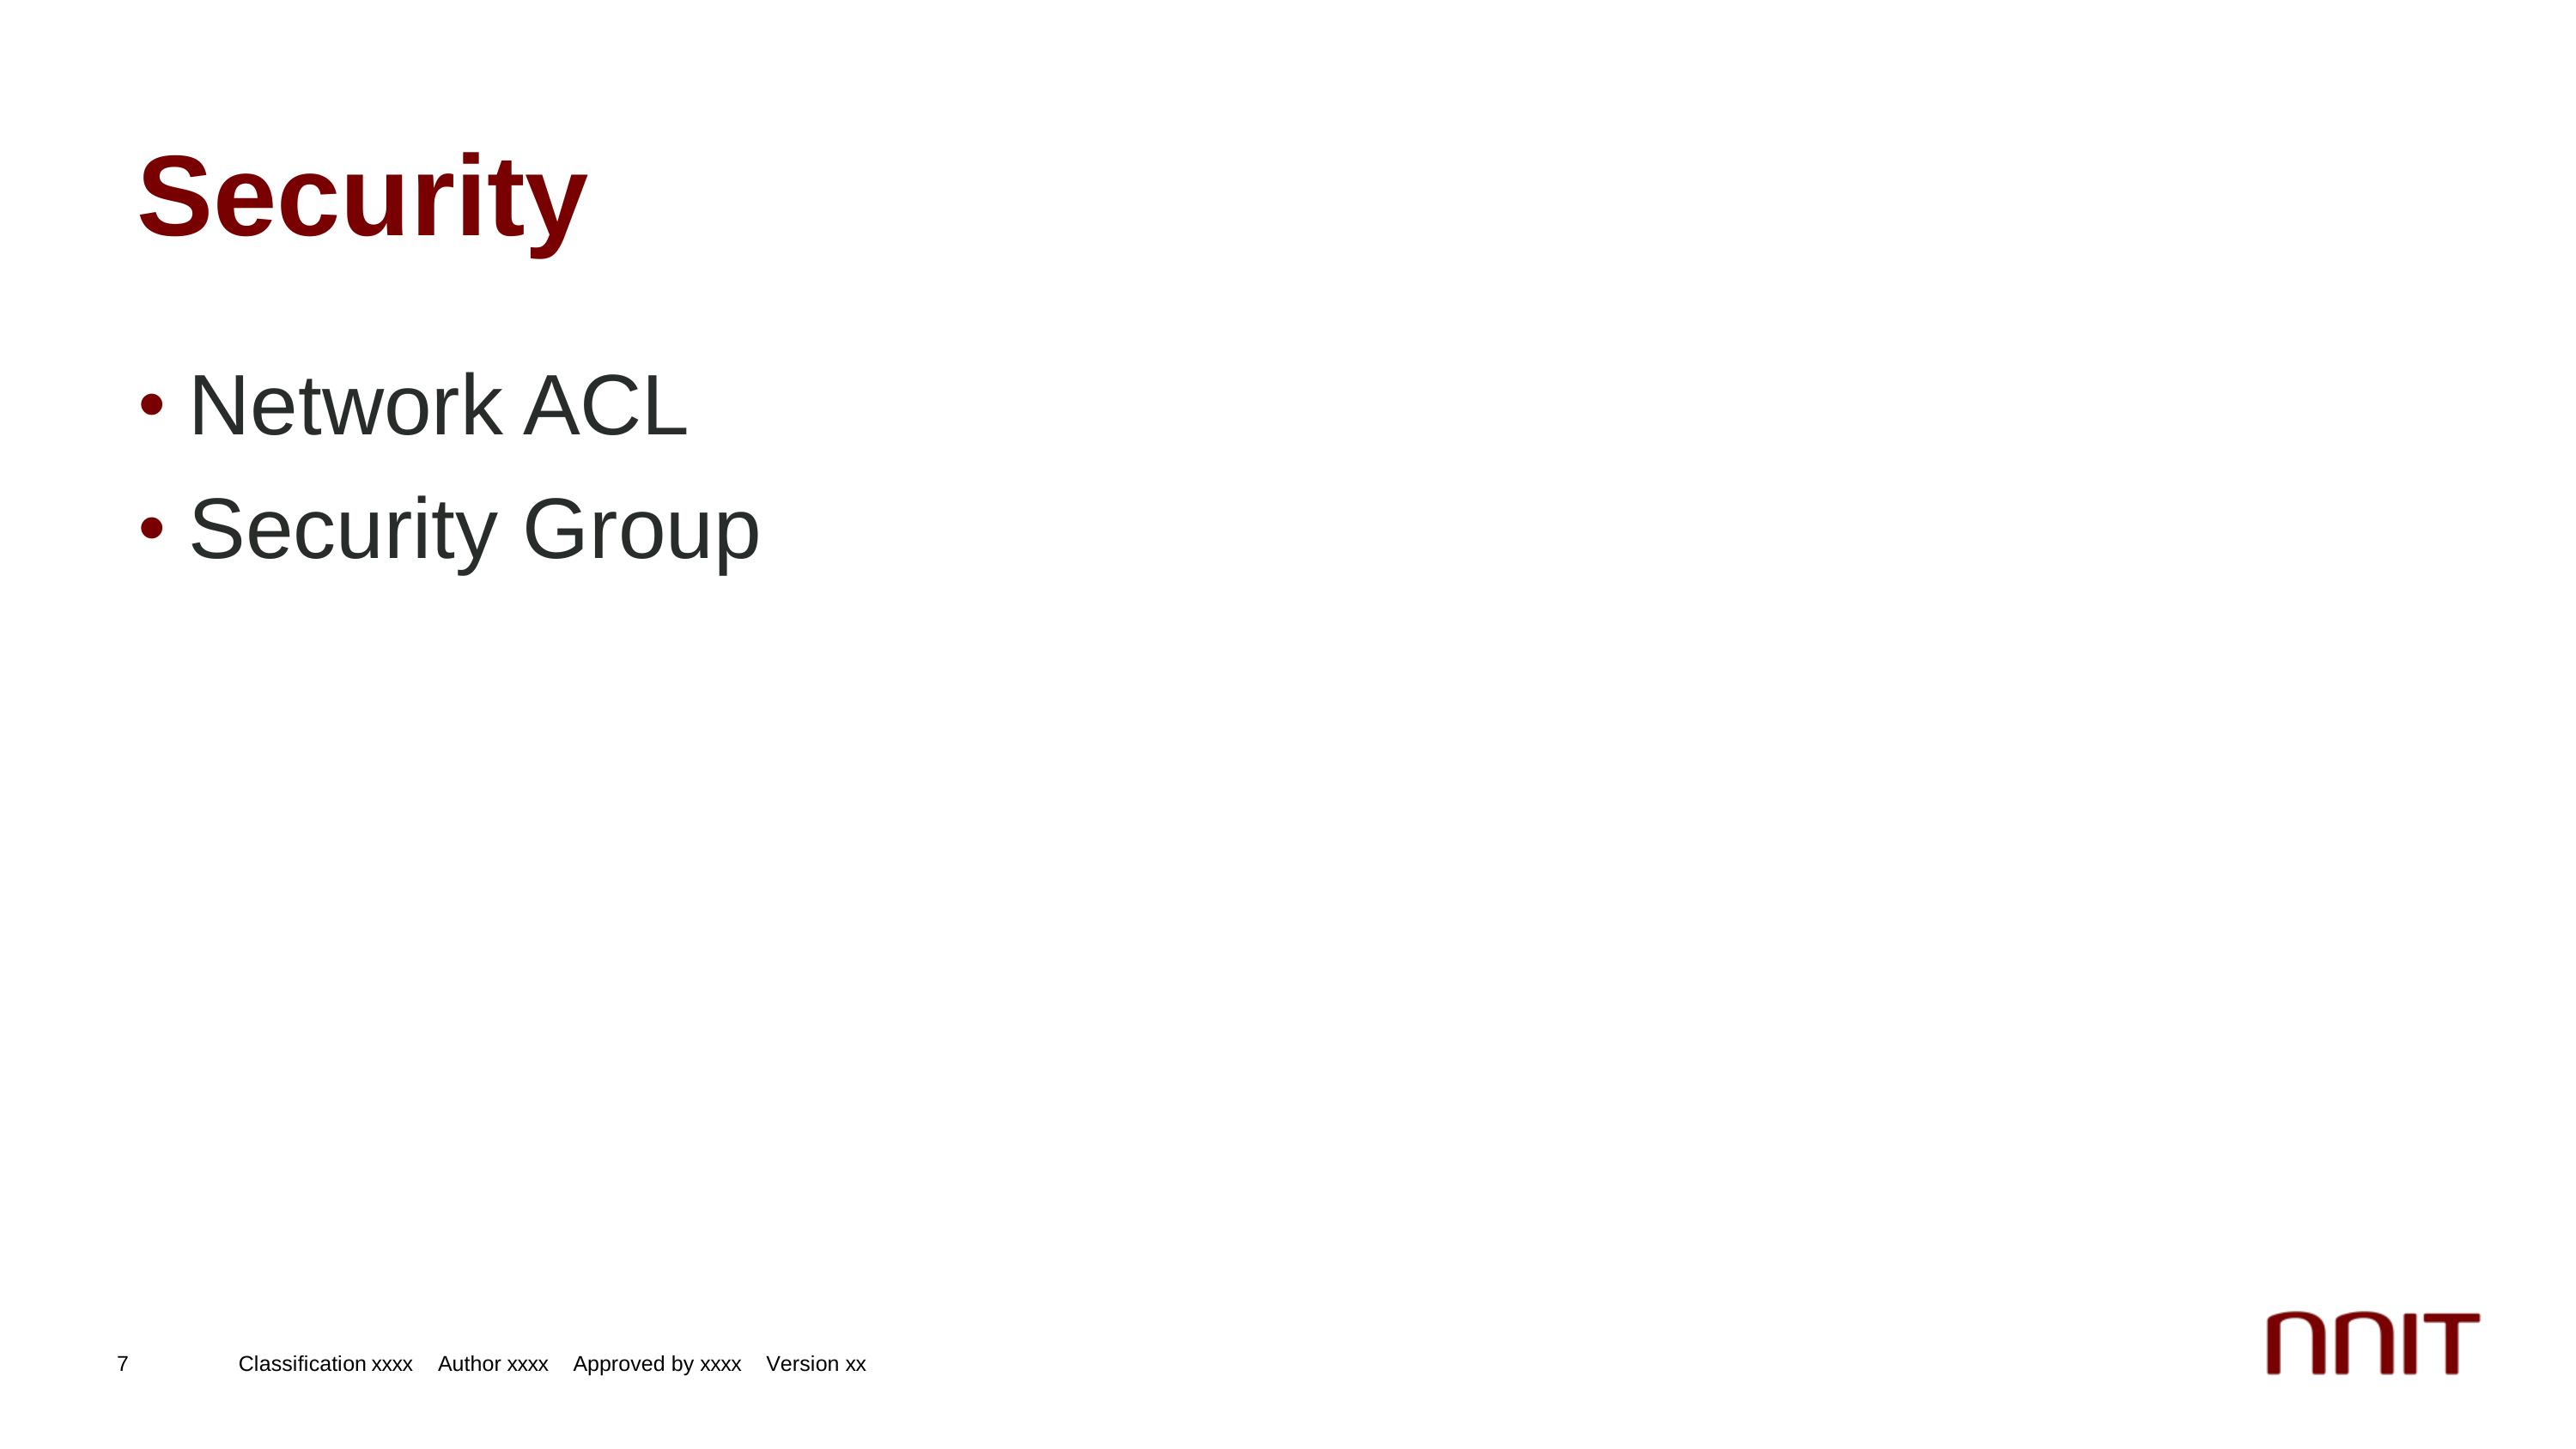 Security
• Network ACL
• Security Group
7 Classification xxxx Author xxxx Approved by xxxx Version xx
nnIT